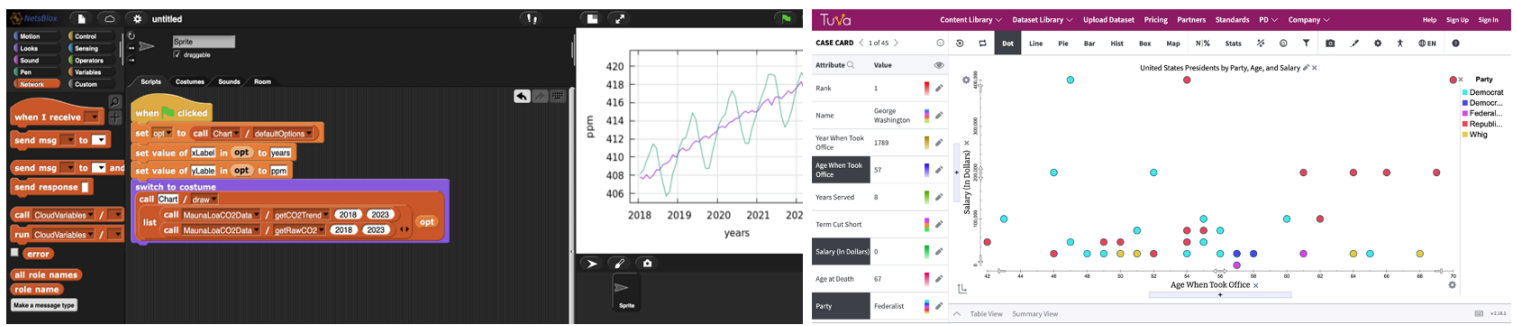 NetsBlox
untitled
Motion
Control
Looks
Sensing
Sound
Operators
Pen
Variables
Network
Custom
Sprite
draggable
Scripts
Costumes
Sounds
Room
when I receive
send msg to
send msg to and
send response
call CloudVariables /
run CloudVariables /
error
all role names
role name
Make a message type
when clicked
set opt to call Chart / defaultOptions
set value of xLabel in opt to years
set value of yLable in opt to ppm
switch to costume
call Chart / draw
list call MaunaLoaCO2Data / getCO2Trend 2018 2023
call MaunaLoaCO2Data / getRawCO2 2018 2023
opt
420
418
416
414
412
410
408
406
ppm
2018 2019 2020 2021 2022
years
Sprite
TuVa
Content Library Dataset Library Upload Dataset Pricing Partners Standards PD Company Help Sign Up Sign In
CASE CARD 1 of 45
Dot Line Pie Bar Hist Box Map N|% Stats EN
Attribute Value
Rank 1
Name George Washington
Year When Took Office 1789
Age When Took Office 57
Years Served 8
Term Cut Short
Salary (In Dollars) 0
Age at Death 67
Party Federalist
United States Presidents by Party, Age, and Salary
400,000
200,000
100,000
0
Salary (In Dollars)
42 44 46 48 50 52 54 56 58 60 62 64 66 68 70
Age When Took Office
Party
Democrat
Democr...
Federal...
Republi...
Whig
Table View Summary View